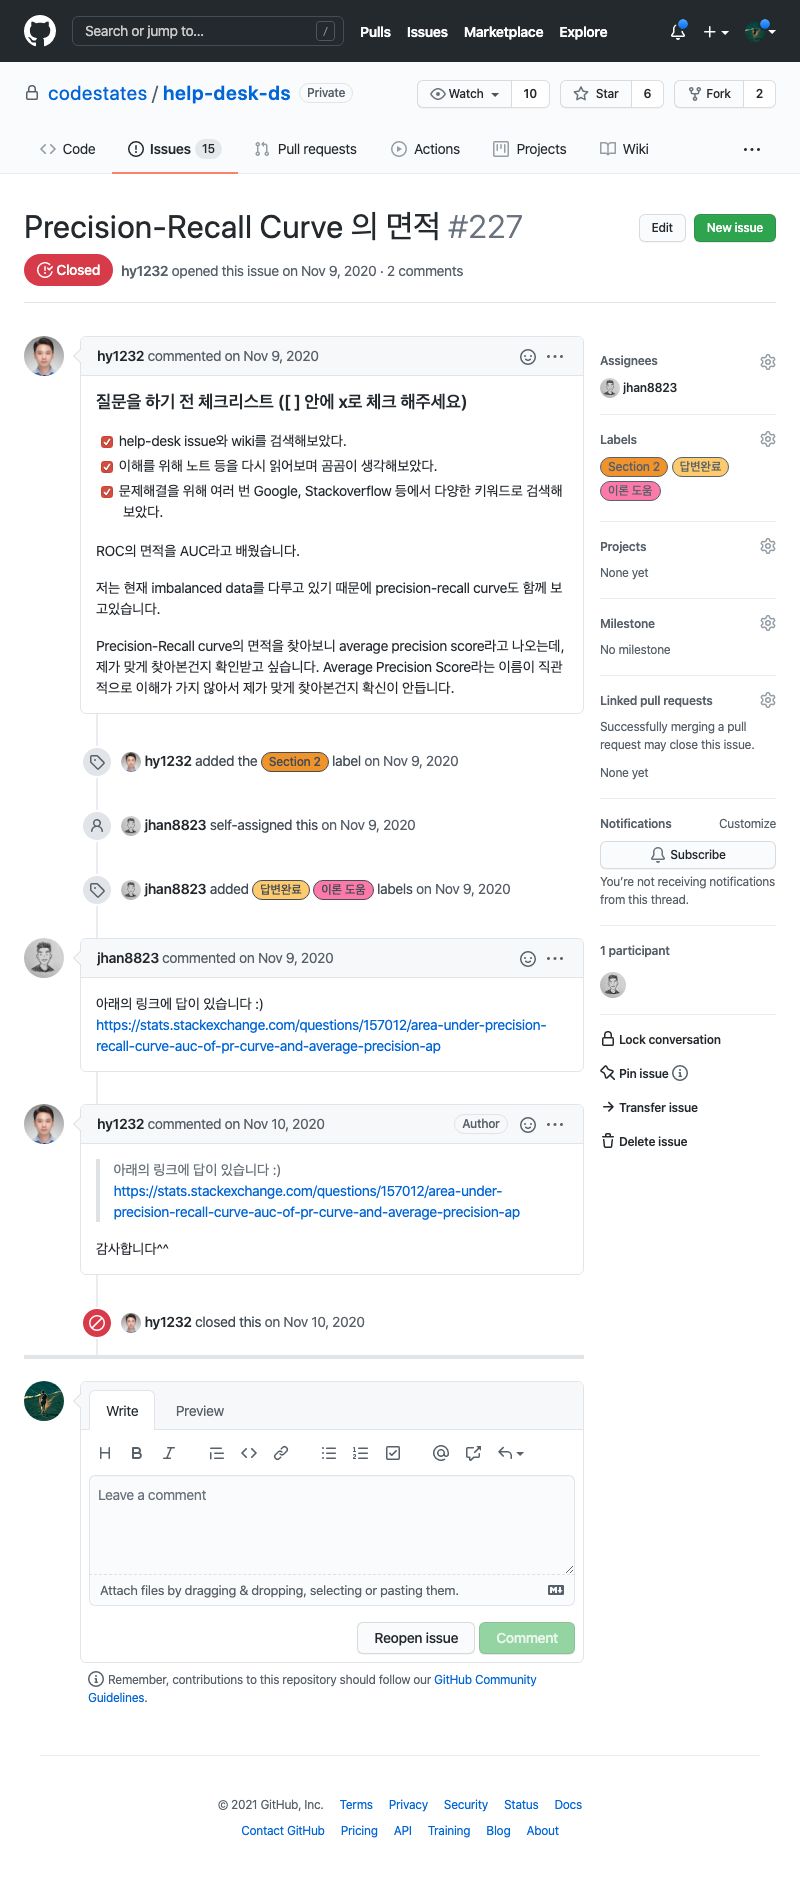 Search or jump to... /
Pulls Issues Marketplace Explore
codestates / help-desk-ds Private
Watch 10 Star 6 Fork 2
Code Issues 15 Pull requests Actions Projects Wiki
Precision-Recall Curve 의 면적 #227
Edit New issue
Closed hy1232 opened this issue on Nov 9, 2020 · 2 comments
hy1232 commented on Nov 9, 2020
질문을 하기 전 체크리스트 ([ ] 안에 x로 체크 해주세요)
help-desk issue와 wiki를 검색해보았다.
이해를 위해 노트 등을 다시 읽어보며 곰곰이 생각해보았다.
문제해결을 위해 여러 번 Google, Stackoverflow 등에서 다양한 키워드로 검색해
보았다.
ROC의 면적을 AUC라고 배웠습니다.
저는 현재 imbalanced data를 다루고 있기 때문에 precision-recall curve도 함께 보
고있습니다.
Precision-Recall curve의 면적을 찾아보니 average precision score라고 나오는데,
제가 맞게 찾아본건지 확인받고 싶습니다. Average Precision Score라는 이름이 직관
적으로 이해가 가지 않아서 제가 맞게 찾아본건지 확신이 안듭니다.
hy1232 added the Section 2 label on Nov 9, 2020
jhan8823 self-assigned this on Nov 9, 2020
jhan8823 added 답변완료 이론 도움 labels on Nov 9, 2020
jhan8823 commented on Nov 9, 2020
아래의 링크에 답이 있습니다 :)
https://stats.stackexchange.com/questions/157012/area-under-precision-
recall-curve-auc-of-pr-curve-and-average-precision-ap
hy1232 commented on Nov 10, 2020 Author
아래의 링크에 답이 있습니다 :)
https://stats.stackexchange.com/questions/157012/area-under-
precision-recall-curve-auc-of-pr-curve-and-average-precision-ap
감사합니다^^
hy1232 closed this on Nov 10, 2020
Write Preview
H B I
Leave a comment
Attach files by dragging & dropping, selecting or pasting them.
Reopen issue Comment
Remember, contributions to this repository should follow our GitHub Community
Guidelines.
Assignees
jhan8823
Labels
Section 2 답변완료
이론 도움
Projects
None yet
Milestone
No milestone
Linked pull requests
Successfully merging a pull
request may close this issue.
None yet
Notifications Customize
Subscribe
You're not receiving notifications
from this thread.
1 participant
Lock conversation
Pin issue
Transfer issue
Delete issue
© 2021 GitHub, Inc. Terms Privacy Security Status Docs
Contact GitHub Pricing API Training Blog About